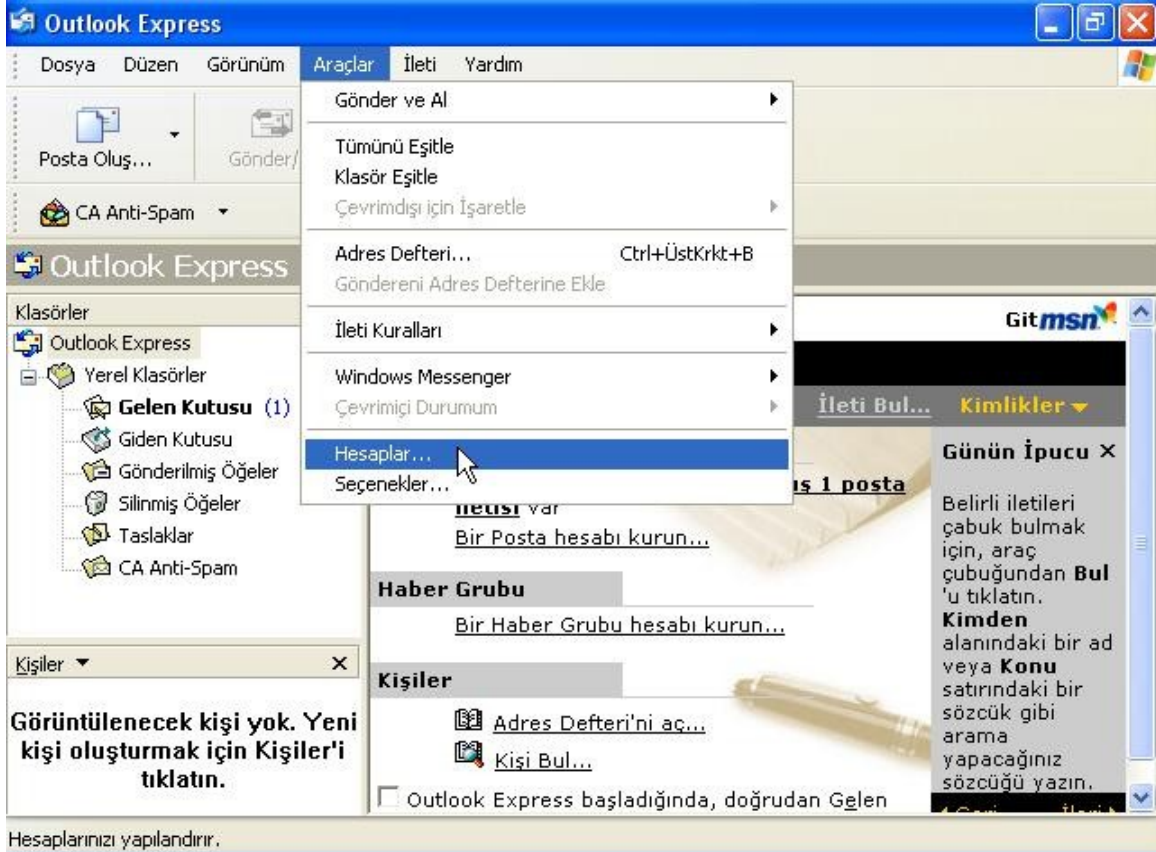 Outlook Express
Dosya Düzen Görünüm Araçlar İleti Yardım
Posta Oluş... Gönder/
CA Anti-Spam
Gönder ve Al
Tümünü Eşitle
Klasör Eşitle
Çevrimdışı için İşaretle
Adres Defteri... Ctrl+ÜstKrkt+B
Göndereni Adres Defterine Ekle
İleti Kuralları
Windows Messenger
Çevrimiçi Durumum
Hesaplar...
Seçenekler...
Outlook Express
Klasörler
Outlook Express
Yerel Klasörler
Gelen Kutusu (1)
Giden Kutusu
Gönderilmiş Öğeler
Silinmiş Öğeler
Taslaklar
CA Anti-Spam
Kişiler
Görüntülenecek kişi yok. Yeni
kişi oluşturmak için Kişiler'i
tıklatın.
Git msn
İleti Bul... Kimlikler
1 posta
iletisi var
Bir Posta hesabı kurun...
Haber Grubu
Bir Haber Grubu hesabı kurun...
Kişiler
Adres Defteri'ni aç...
Kişi Bul...
Outlook Express başladığında, doğrudan Gelen
Günün İpucu ×
Belirli iletileri
çabuk bulmak
için, araç
çubuğundan Bul
'u tıklatın.
Kimden
alanındaki bir ad
veya Konu
satırındaki bir
sözcük gibi
arama
yapacağınız
sözcüğü yazın.
Hesaplarınızı yapılandırır.